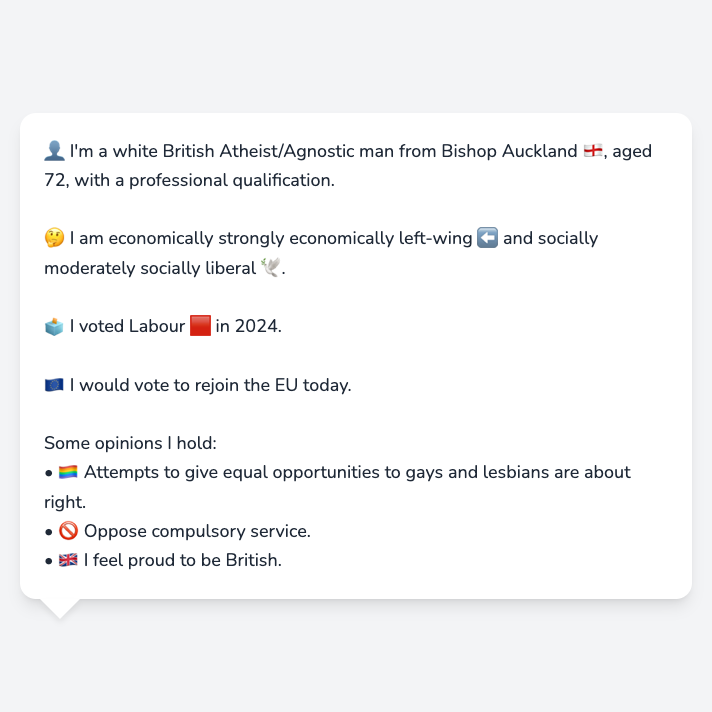 👤 I'm a white British Atheist/Agnostic man from Bishop Auckland 🏴󠁧󠁢󠁥󠁮󠁧󠁿, aged
72, with a professional qualification.
🤔 I am economically strongly economically left-wing ⬅️ and socially
moderately socially liberal 🕊️.
🗳️ I voted Labour 🟥 in 2024.
🇪🇺 I would vote to rejoin the EU today.
Some opinions I hold:
• 🏳️‍🌈 Attempts to give equal opportunities to gays and lesbians are about
right.
• 🚫 Oppose compulsory service.
• 🇬🇧 I feel proud to be British.